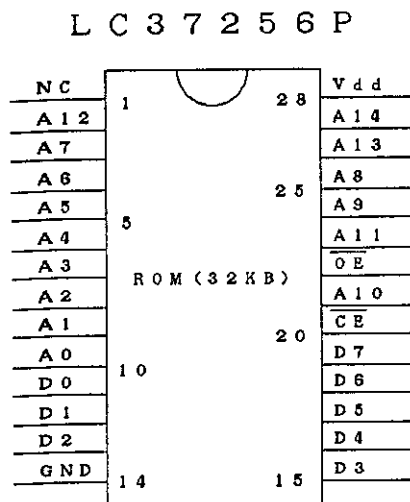 LC37256P
NC 1 28 Vdd
A12 A14
A7 A13
A6 25 A8
A5 5 A9
A4 A11
A3 ROM(32KB) OE
A2 A10
A1 20 CE
A0 10 D7
D0 D6
D1 D5
D2 D4
GND 14 15 D3